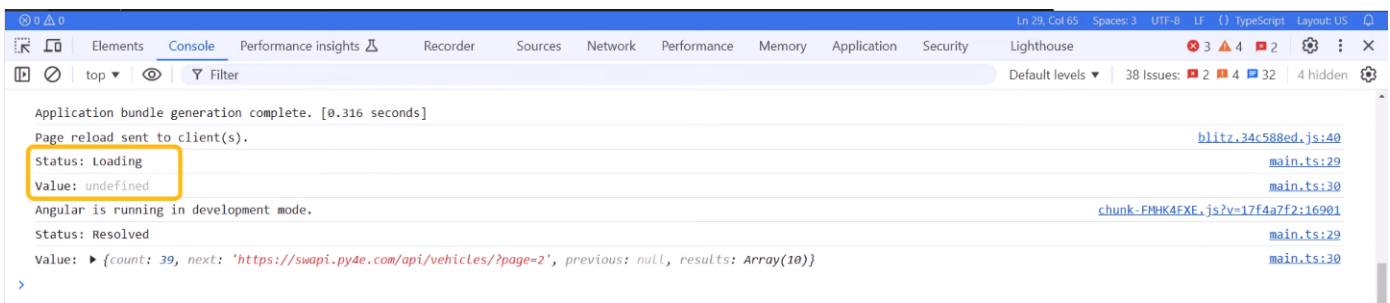 0 0 Ln 29, Col 65 Spaces: 3 UTF-8 LF {} TypeScript Layout: US
Elements Console Performance insights Recorder Sources Network Performance Memory Application Security Lighthouse 3 4 2
top ▼ Filter Default levels ▼ 38 Issues: 2 4 32 4 hidden
Application bundle generation complete. [0.316 seconds]
Page reload sent to client(s). blitz.34c588ed.js:40
Status: Loading main.ts:29
Value: undefined main.ts:30
Angular is running in development mode. chunk-FMHK4FXE.js?v=17f4a7f2:16901
Status: Resolved main.ts:29
Value: ▶ {count: 39, next: 'https://swapi.py4e.com/api/vehicles/?page=2', previous: null, results: Array(10)} main.ts:30
>